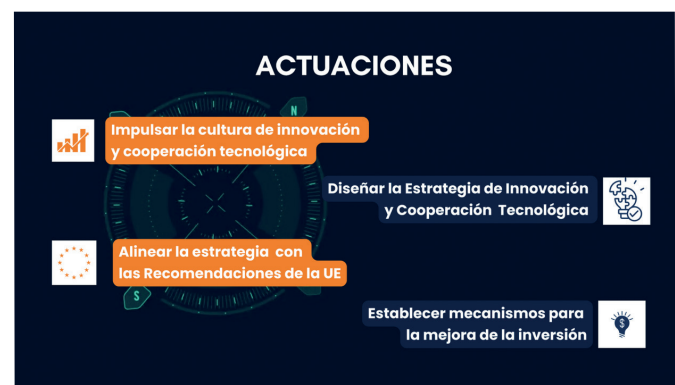 ACTUACIONES
N
Impulsar la cultura de innovación
y cooperación tecnológica
Diseñar la Estrategia de Innovación
y Cooperación Tecnológica
Alinear la estrategia con
las Recomendaciones de la UE
S
Establecer mecanismos para
la mejora de la inversión
$